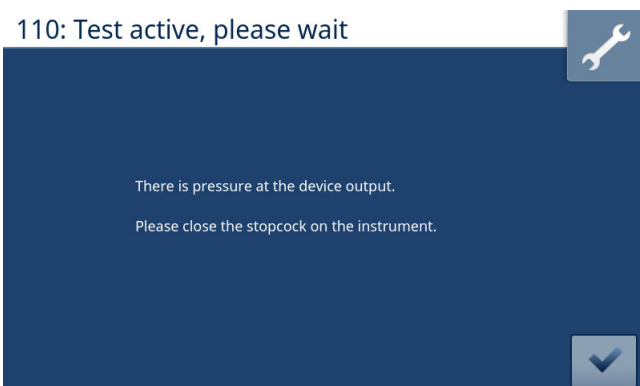 110: Test active, please wait
There is pressure at the device output.
Please close the stopcock on the instrument.